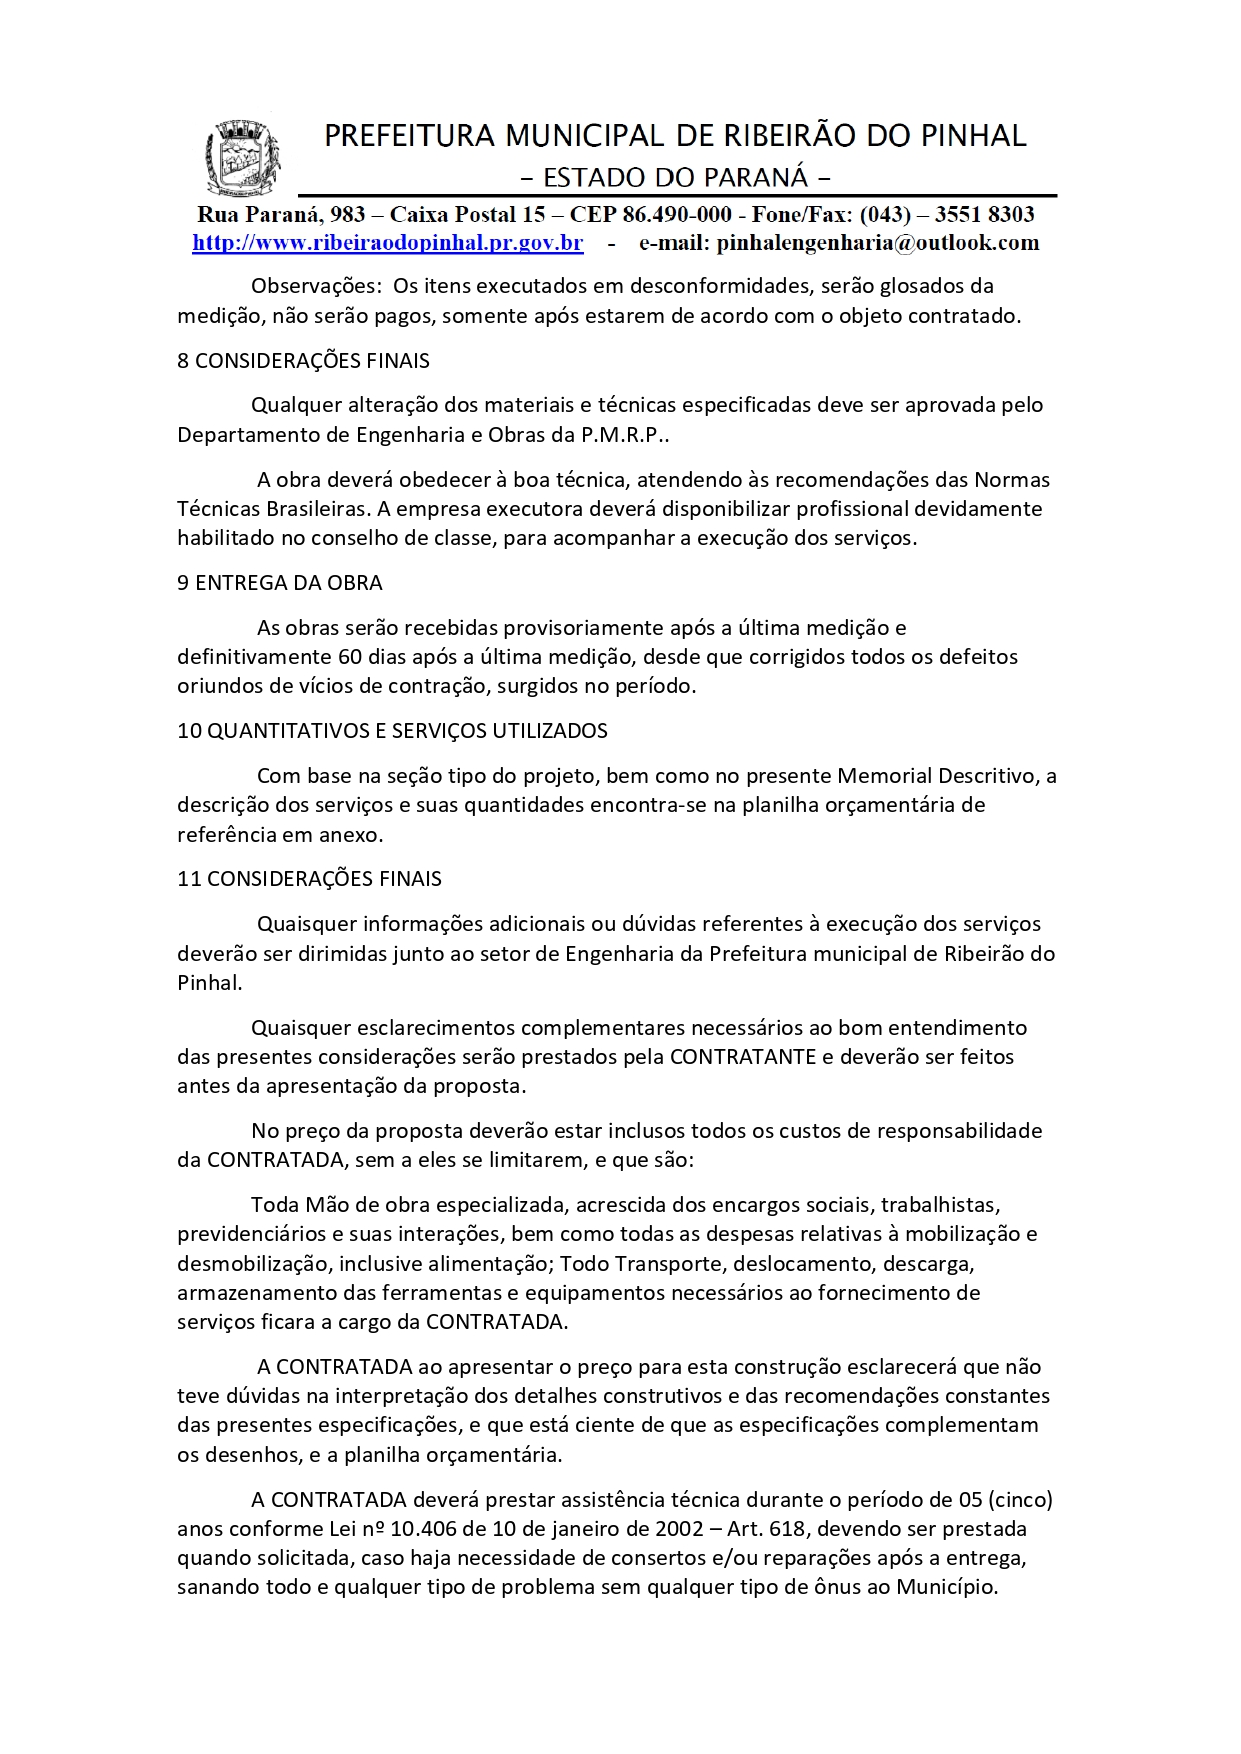 PREFEITURA MUNICIPAL DE RIBEIRÃO DO PINHAL
– ESTADO DO PARANÁ –
Rua Paraná, 983 – Caixa Postal 15 – CEP 86.490-000 - Fone/Fax: (043) – 3551 8303
http://www.ribeiraodopinhal.pr.gov.br - e-mail: pinhalengenharia@outlook.com
Observações: Os itens executados em desconformidades, serão glosados da
medição, não serão pagos, somente após estarem de acordo com o objeto contratado.
8 CONSIDERAÇÕES FINAIS
Qualquer alteração dos materiais e técnicas especificadas deve ser aprovada pelo
Departamento de Engenharia e Obras da P.M.R.P..
A obra deverá obedecer à boa técnica, atendendo às recomendações das Normas
Técnicas Brasileiras. A empresa executora deverá disponibilizar profissional devidamente
habilitado no conselho de classe, para acompanhar a execução dos serviços.
9 ENTREGA DA OBRA
As obras serão recebidas provisoriamente após a última medição e
definitivamente 60 dias após a última medição, desde que corrigidos todos os defeitos
oriundos de vícios de contração, surgidos no período.
10 QUANTITATIVOS E SERVIÇOS UTILIZADOS
Com base na seção tipo do projeto, bem como no presente Memorial Descritivo, a
descrição dos serviços e suas quantidades encontra-se na planilha orçamentária de
referência em anexo.
11 CONSIDERAÇÕES FINAIS
Quaisquer informações adicionais ou dúvidas referentes à execução dos serviços
deverão ser dirimidas junto ao setor de Engenharia da Prefeitura municipal de Ribeirão do
Pinhal.
Quaisquer esclarecimentos complementares necessários ao bom entendimento
das presentes considerações serão prestados pela CONTRATANTE e deverão ser feitos
antes da apresentação da proposta.
No preço da proposta deverão estar inclusos todos os custos de responsabilidade
da CONTRATADA, sem a eles se limitarem, e que são:
Toda Mão de obra especializada, acrescida dos encargos sociais, trabalhistas,
previdenciários e suas interações, bem como todas as despesas relativas à mobilização e
desmobilização, inclusive alimentação; Todo Transporte, deslocamento, descarga,
armazenamento das ferramentas e equipamentos necessários ao fornecimento de
serviços ficara a cargo da CONTRATADA.
A CONTRATADA ao apresentar o preço para esta construção esclarecerá que não
teve dúvidas na interpretação dos detalhes construtivos e das recomendações constantes
das presentes especificações, e que está ciente de que as especificações complementam
os desenhos, e a planilha orçamentária.
A CONTRATADA deverá prestar assistência técnica durante o período de 05 (cinco)
anos conforme Lei nº 10.406 de 10 de janeiro de 2002 – Art. 618, devendo ser prestada
quando solicitada, caso haja necessidade de consertos e/ou reparações após a entrega,
sanando todo e qualquer tipo de problema sem qualquer tipo de ônus ao Município.